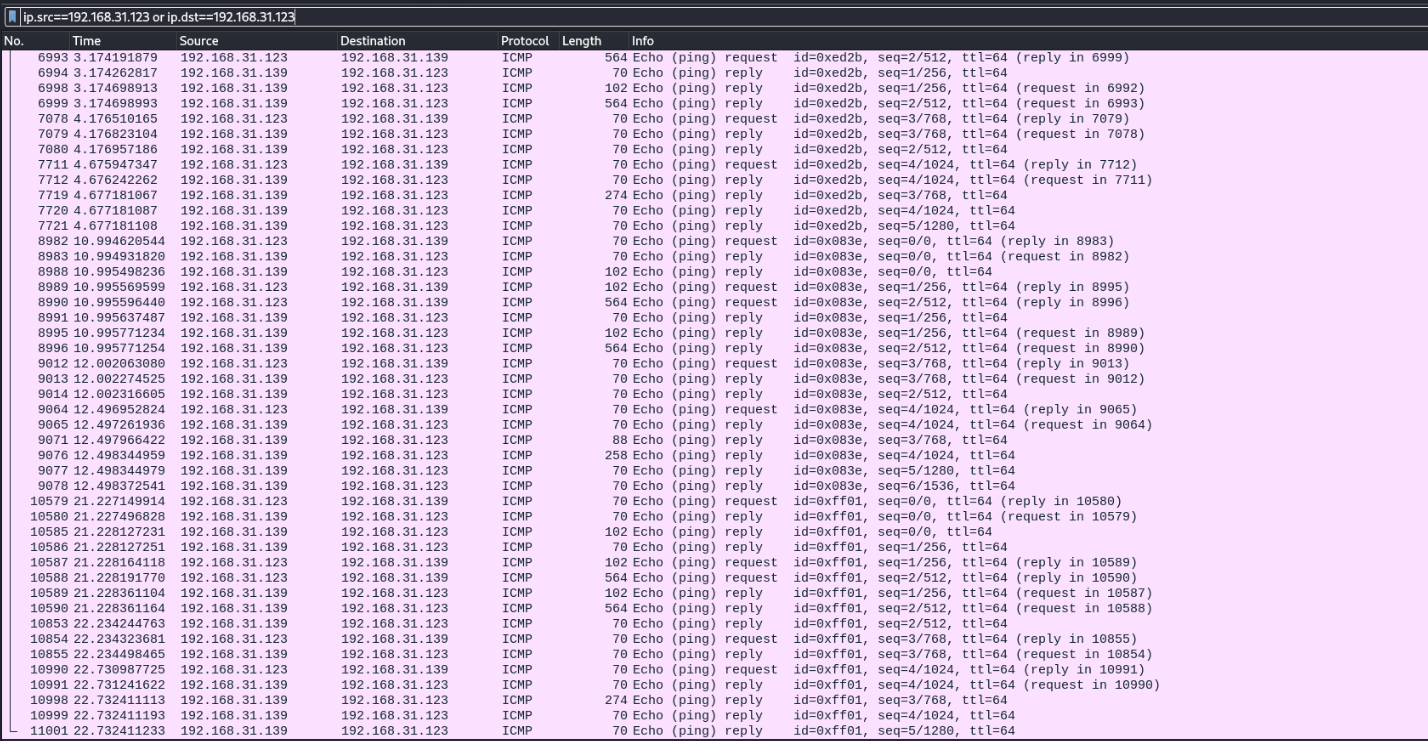 ip.src==192.168.31.123 or ip.dst==192.168.31.123
No. Time Source Destination Protocol Length Info
6993 3.174191879 192.168.31.123 192.168.31.139 ICMP 564 Echo (ping) request id=0xed2b, seq=2/512, ttl=64 (reply in 6999)
6994 3.174262817 192.168.31.139 192.168.31.123 ICMP 70 Echo (ping) reply id=0xed2b, seq=1/256, ttl=64
6998 3.174698913 192.168.31.139 192.168.31.123 ICMP 102 Echo (ping) reply id=0xed2b, seq=1/256, ttl=64 (request in 6992)
6999 3.174698993 192.168.31.139 192.168.31.123 ICMP 564 Echo (ping) reply id=0xed2b, seq=2/512, ttl=64 (request in 6993)
7078 4.176510165 192.168.31.123 192.168.31.139 ICMP 70 Echo (ping) request id=0xed2b, seq=3/768, ttl=64 (reply in 7079)
7079 4.176823104 192.168.31.139 192.168.31.123 ICMP 70 Echo (ping) reply id=0xed2b, seq=3/768, ttl=64 (request in 7078)
7080 4.176957186 192.168.31.139 192.168.31.123 ICMP 70 Echo (ping) reply id=0xed2b, seq=2/512, ttl=64
7711 4.675947347 192.168.31.123 192.168.31.139 ICMP 70 Echo (ping) request id=0xed2b, seq=4/1024, ttl=64 (reply in 7712)
7712 4.676242262 192.168.31.139 192.168.31.123 ICMP 70 Echo (ping) reply id=0xed2b, seq=4/1024, ttl=64 (request in 7711)
7719 4.677181067 192.168.31.139 192.168.31.123 ICMP 274 Echo (ping) reply id=0xed2b, seq=3/768, ttl=64
7720 4.677181087 192.168.31.139 192.168.31.123 ICMP 70 Echo (ping) reply id=0xed2b, seq=4/1024, ttl=64
7721 4.677181108 192.168.31.139 192.168.31.123 ICMP 70 Echo (ping) reply id=0xed2b, seq=5/1280, ttl=64
8982 10.994620544 192.168.31.123 192.168.31.139 ICMP 70 Echo (ping) request id=0x083e, seq=0/0, ttl=64 (reply in 8983)
8983 10.994931820 192.168.31.139 192.168.31.123 ICMP 70 Echo (ping) reply id=0x083e, seq=0/0, ttl=64 (request in 8982)
8988 10.995498236 192.168.31.139 192.168.31.123 ICMP 102 Echo (ping) reply id=0x083e, seq=0/0, ttl=64
8989 10.995569599 192.168.31.123 192.168.31.139 ICMP 102 Echo (ping) request id=0x083e, seq=1/256, ttl=64 (reply in 8995)
8990 10.995596440 192.168.31.123 192.168.31.139 ICMP 564 Echo (ping) request id=0x083e, seq=2/512, ttl=64 (reply in 8996)
8991 10.995637487 192.168.31.139 192.168.31.123 ICMP 70 Echo (ping) reply id=0x083e, seq=1/256, ttl=64
8995 10.995771234 192.168.31.139 192.168.31.123 ICMP 102 Echo (ping) reply id=0x083e, seq=1/256, ttl=64 (request in 8989)
8996 10.995771254 192.168.31.139 192.168.31.123 ICMP 564 Echo (ping) reply id=0x083e, seq=2/512, ttl=64 (request in 8990)
9012 12.002063080 192.168.31.123 192.168.31.139 ICMP 70 Echo (ping) request id=0x083e, seq=3/768, ttl=64 (reply in 9013)
9013 12.002274525 192.168.31.139 192.168.31.123 ICMP 70 Echo (ping) reply id=0x083e, seq=3/768, ttl=64 (request in 9012)
9014 12.002316605 192.168.31.139 192.168.31.123 ICMP 70 Echo (ping) reply id=0x083e, seq=2/512, ttl=64
9064 12.496952824 192.168.31.123 192.168.31.139 ICMP 70 Echo (ping) request id=0x083e, seq=4/1024, ttl=64 (reply in 9065)
9065 12.497261936 192.168.31.139 192.168.31.123 ICMP 70 Echo (ping) reply id=0x083e, seq=4/1024, ttl=64 (request in 9064)
9071 12.497966422 192.168.31.139 192.168.31.123 ICMP 88 Echo (ping) reply id=0x083e, seq=3/768, ttl=64
9076 12.498344959 192.168.31.139 192.168.31.123 ICMP 258 Echo (ping) reply id=0x083e, seq=4/1024, ttl=64
9077 12.498344979 192.168.31.139 192.168.31.123 ICMP 70 Echo (ping) reply id=0x083e, seq=5/1280, ttl=64
9078 12.498372541 192.168.31.139 192.168.31.123 ICMP 70 Echo (ping) reply id=0x083e, seq=6/1536, ttl=64
10579 21.227149914 192.168.31.123 192.168.31.139 ICMP 70 Echo (ping) request id=0xff01, seq=0/0, ttl=64 (reply in 10580)
10580 21.227496828 192.168.31.139 192.168.31.123 ICMP 70 Echo (ping) reply id=0xff01, seq=0/0, ttl=64 (request in 10579)
10585 21.228127231 192.168.31.139 192.168.31.123 ICMP 102 Echo (ping) reply id=0xff01, seq=0/0, ttl=64
10586 21.228127251 192.168.31.139 192.168.31.123 ICMP 70 Echo (ping) reply id=0xff01, seq=1/256, ttl=64
10587 21.228164118 192.168.31.123 192.168.31.139 ICMP 102 Echo (ping) request id=0xff01, seq=1/256, ttl=64 (reply in 10589)
10588 21.228191770 192.168.31.123 192.168.31.139 ICMP 564 Echo (ping) request id=0xff01, seq=2/512, ttl=64 (reply in 10590)
10589 21.228361104 192.168.31.139 192.168.31.123 ICMP 102 Echo (ping) reply id=0xff01, seq=1/256, ttl=64 (request in 10587)
10590 21.228361164 192.168.31.139 192.168.31.123 ICMP 564 Echo (ping) reply id=0xff01, seq=2/512, ttl=64 (request in 10588)
10853 22.234244763 192.168.31.139 192.168.31.123 ICMP 70 Echo (ping) reply id=0xff01, seq=2/512, ttl=64
10854 22.234323681 192.168.31.123 192.168.31.139 ICMP 70 Echo (ping) request id=0xff01, seq=3/768, ttl=64 (reply in 10855)
10855 22.234498465 192.168.31.139 192.168.31.123 ICMP 70 Echo (ping) reply id=0xff01, seq=3/768, ttl=64 (request in 10854)
10990 22.730987725 192.168.31.123 192.168.31.139 ICMP 70 Echo (ping) request id=0xff01, seq=4/1024, ttl=64 (reply in 10991)
10991 22.731241622 192.168.31.139 192.168.31.123 ICMP 70 Echo (ping) reply id=0xff01, seq=4/1024, ttl=64 (request in 10990)
10998 22.732411113 192.168.31.139 192.168.31.123 ICMP 274 Echo (ping) reply id=0xff01, seq=3/768, ttl=64
10999 22.732411193 192.168.31.139 192.168.31.123 ICMP 70 Echo (ping) reply id=0xff01, seq=4/1024, ttl=64
11001 22.732411233 192.168.31.139 192.168.31.123 ICMP 70 Echo (ping) reply id=0xff01, seq=5/1280, ttl=64